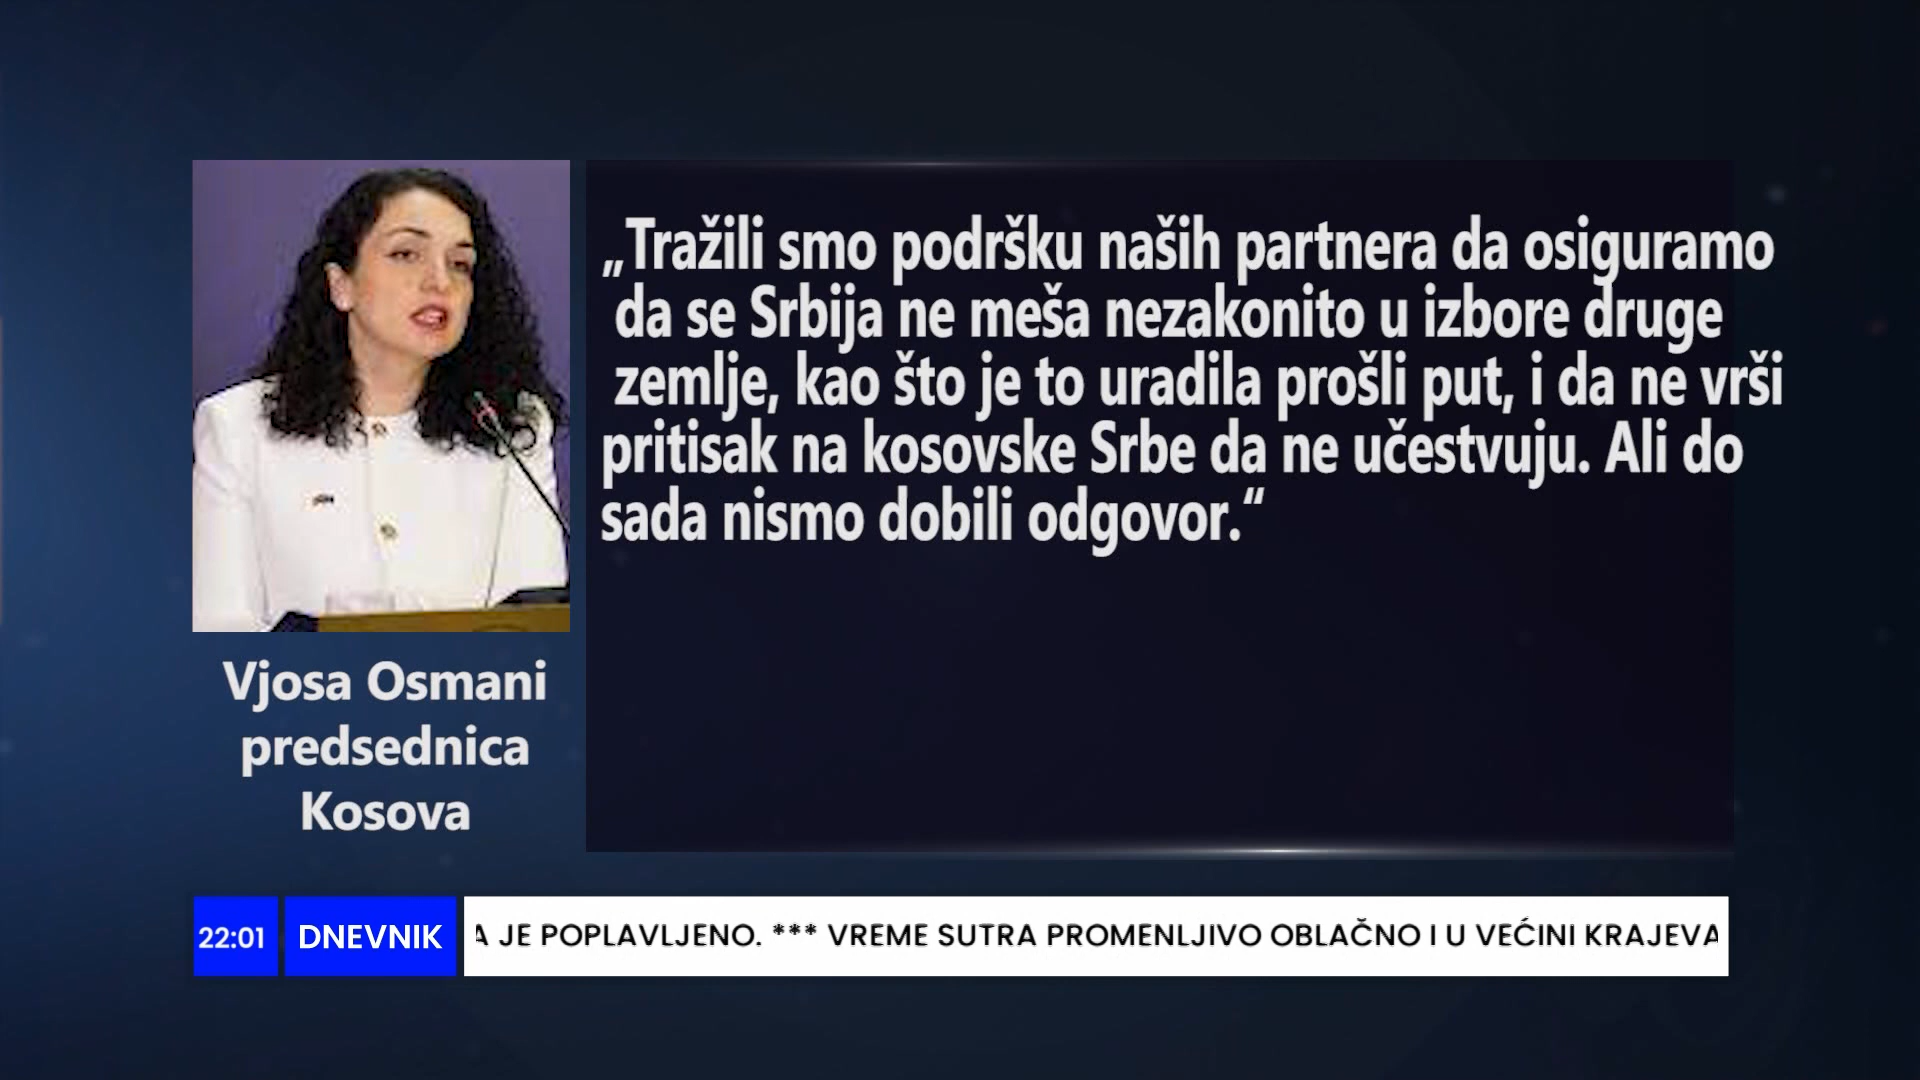 „Tražili smo podršku naših partnera da osiguramo
da se Srbija ne meša nezakonito u izbore druge
zemlje, kao što je to uradila prošli put, i da ne vrši
pritisak na kosovske Srbe da ne učestvuju. Ali do
sada nismo dobili odgovor.“
Vjosa Osmani
predsednica
Kosova
22:01 DNEVNIK A JE POPLAVLJENO. *** VREME SUTRA PROMENLJIVO OBLAČNO I U VEĆINI KRAJEVA